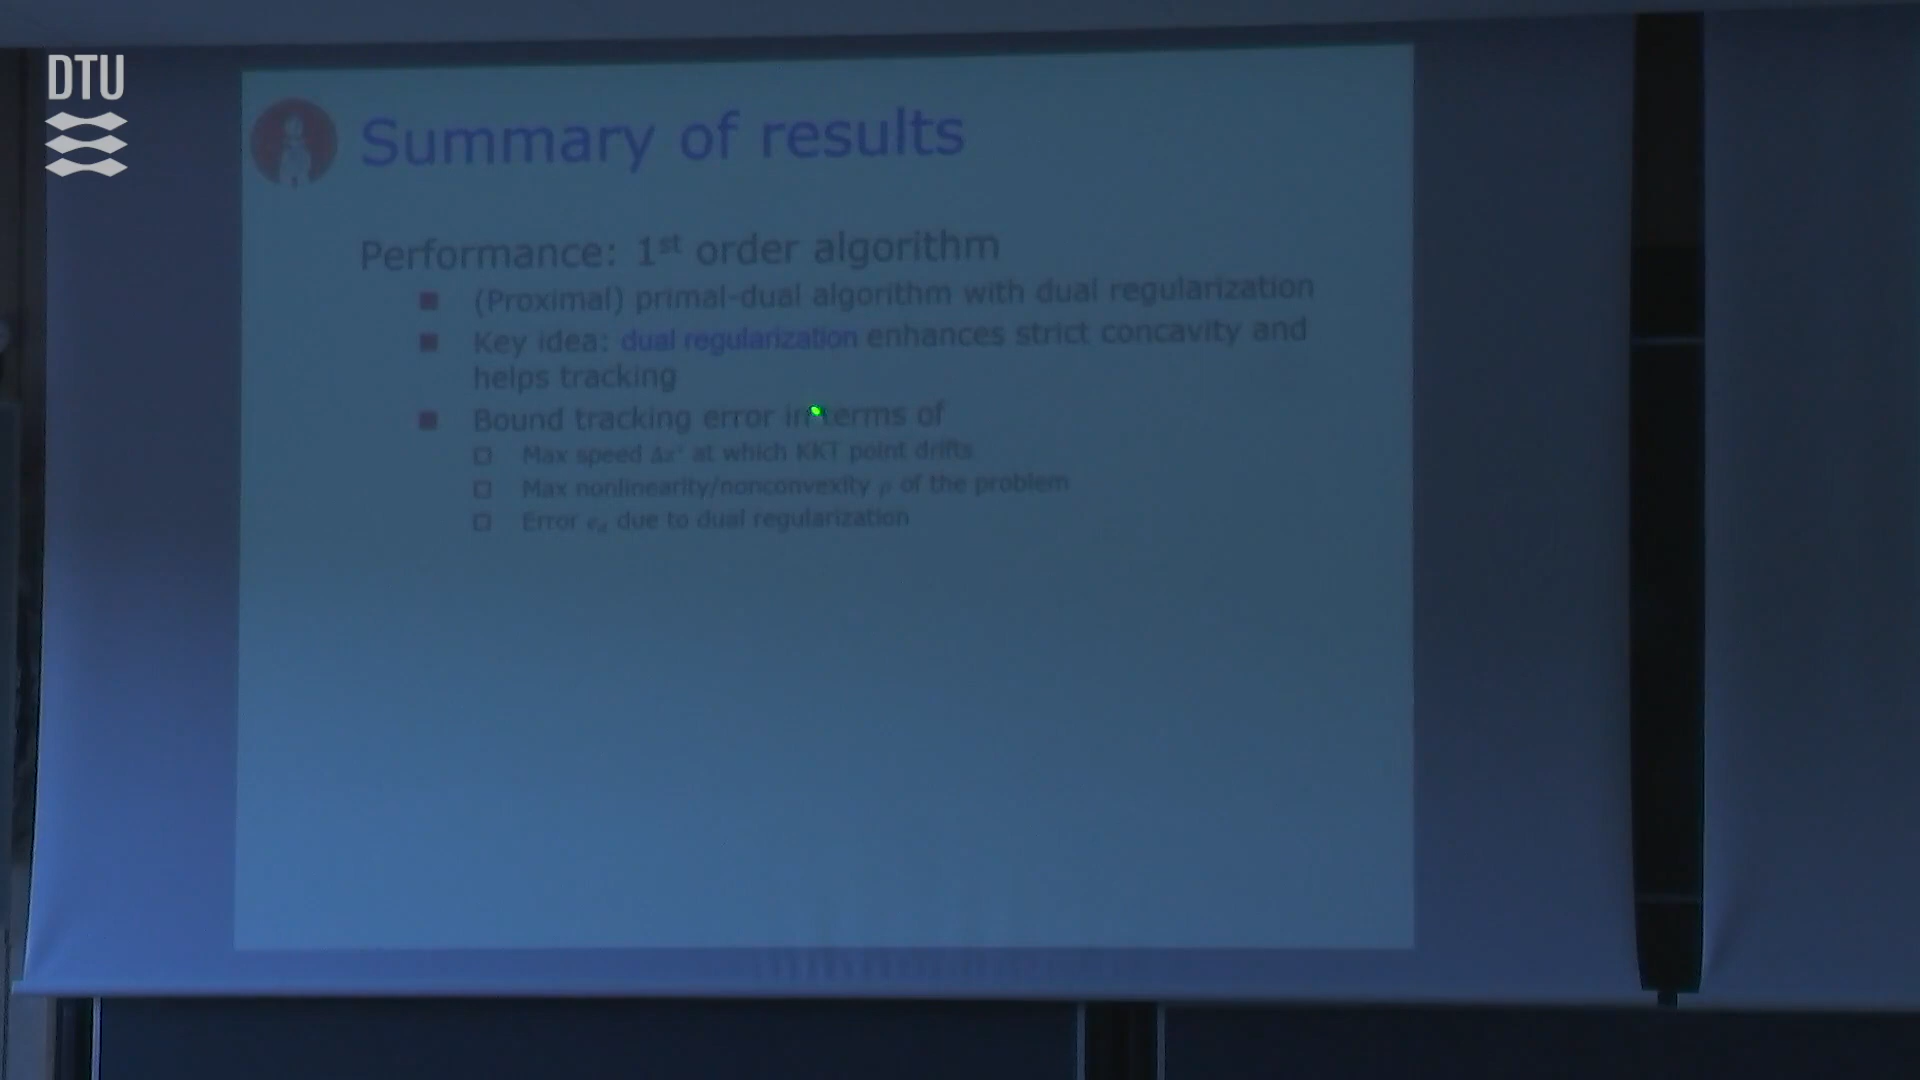 DTU
Summary of results
Performance: 1st order algorithm
(Proximal) primal-dual algorithm with dual regularization
Key idea: dual regularization enhances strict concavity and
helps tracking
Bound tracking error in terms of
Max speed Δz* at which KKT point drifts
Max nonlinearity/nonconvexity ρ of the problem
Error e_d due to dual regularization